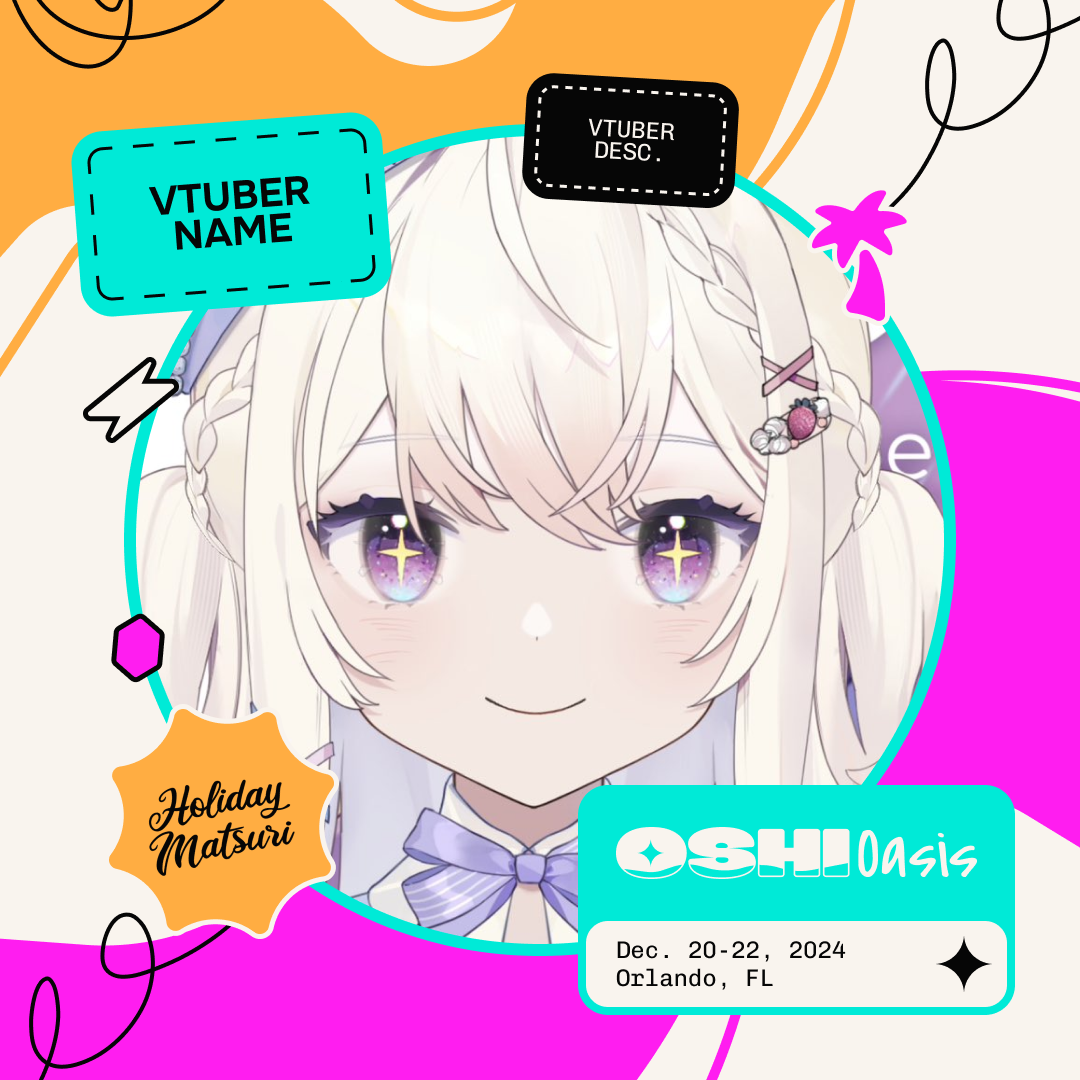 VTUBER
DESC.
VTUBER
NAME
e
Holiday
Matsuri
OSHI Oasis
Dec. 20-22, 2024
Orlando, FL